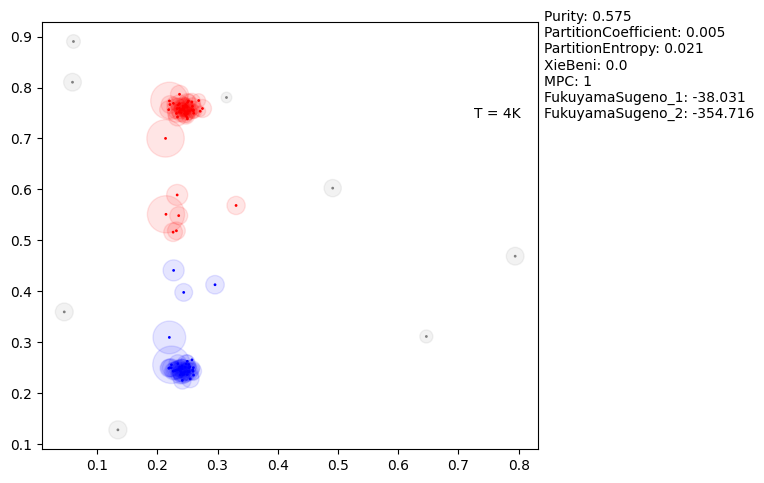 Purity: 0.575
PartitionCoefficient: 0.005
PartitionEntropy: 0.021
XieBeni: 0.0
MPC: 1
FukuyamaSugeno_1: -38.031
FukuyamaSugeno_2: -354.716
T = 4K
0.9
0.8
0.7
0.6
0.5
0.4
0.3
0.2
0.1
0.1 0.2 0.3 0.4 0.5 0.6 0.7 0.8